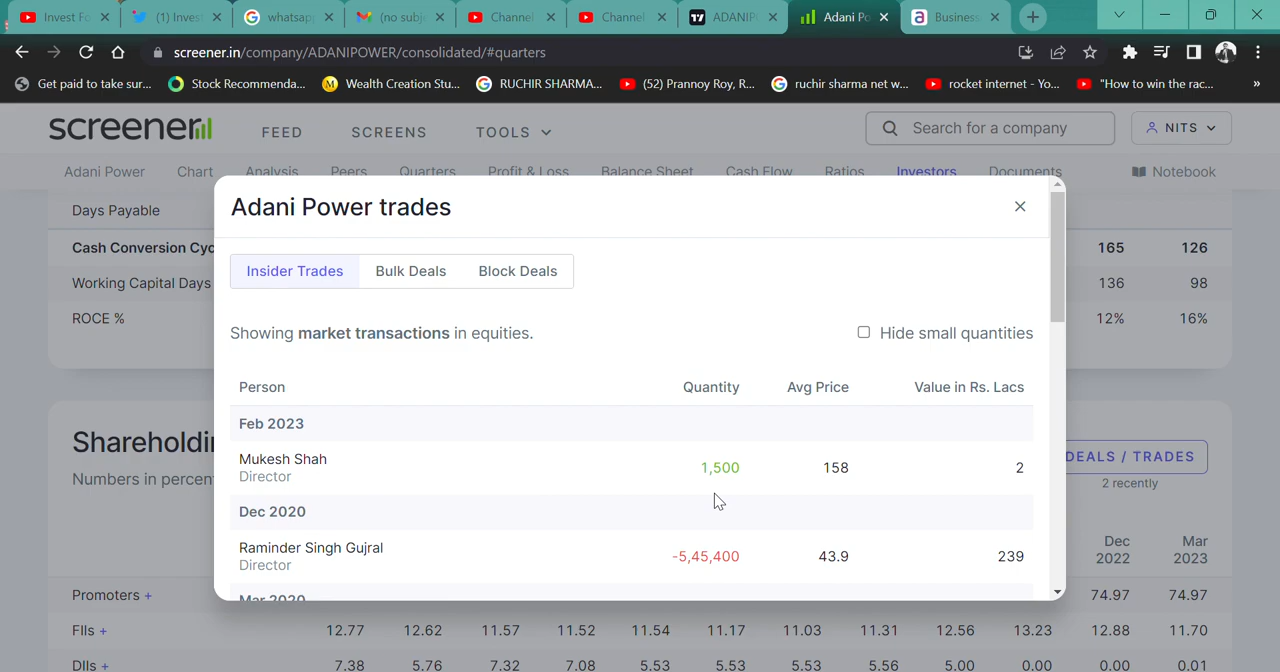 Invest Fo
(1) Invest
whatsap
(no subj
Channel
Channel
ADANIP
Adani Po
Business
screener.in/company/ADANIPOWER/consolidated/#quarters
Get paid to take sur...
Stock Recommenda...
Wealth Creation Stu...
RUCHIR SHARMA...
(52) Prannoy Roy, R...
ruchir sharma net w...
rocket internet - Yo...
"How to win the rac...
»
screener
FEED
SCREENS
TOOLS
Search for a company
NITS
Adani Power
Chart
Analysis
Peers
Quarters
Profit & Loss
Balance Sheet
Cash Flow
Ratios
Investors
Documents
Notebook
Days Payable
Cash Conversion Cyc
165 126
Working Capital Days
136 98
ROCE %
12% 16%
Adani Power trades
Insider Trades
Bulk Deals
Block Deals
Showing market transactions in equities.
Hide small quantities
Person Quantity Avg Price Value in Rs. Lacs
Feb 2023
Mukesh Shah
Director
1,500 158 2
Dec 2020
Raminder Singh Gujral
Director
-5,45,400 43.9 239
Mar 2020
Shareholdi
Numbers in percen
DEALS / TRADES
2 recently
Dec 2022
Mar 2023
Promoters + 74.97 74.97
FIIs + 12.77 12.62 11.57 11.52 11.54 11.17 11.03 11.31 12.56 13.23 12.88 11.70
DIIs + 7.38 5.76 7.32 7.08 5.53 5.53 5.53 5.56 5.00 0.00 0.00 0.01